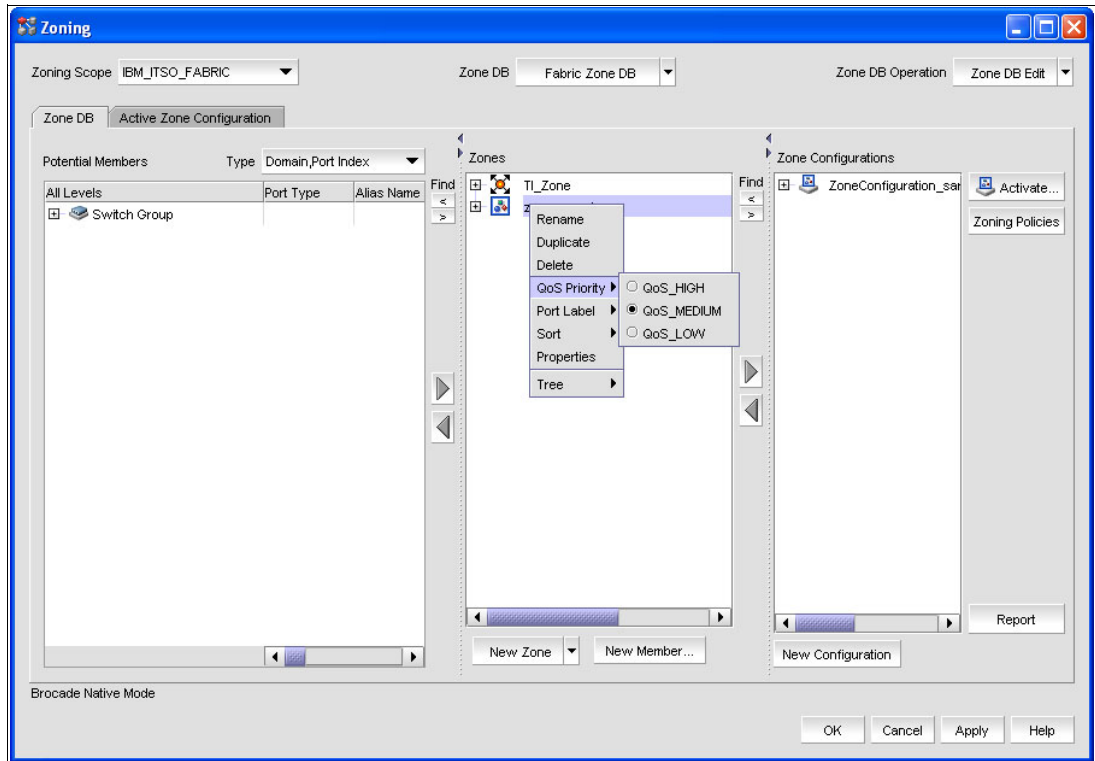 Zoning
Zoning Scope IBM_ITSO_FABRIC
Zone DB Fabric Zone DB
Zone DB Operation Zone DB Edit
Zone DB Active Zone Configuration
Potential Members Type Domain,Port Index
All Levels Port Type Alias Name
Switch Group
Find
<
>
Zones
TI_Zone
Rename
Duplicate
Delete
QoS Priority
Port Label
Sort
Properties
Tree
QoS_HIGH
QoS_MEDIUM
QoS_LOW
New Zone New Member...
Find
<
>
Zone Configurations
ZoneConfiguration_sar
Activate...
Zoning Policies
Report
New Configuration
Brocade Native Mode
OK Cancel Apply Help